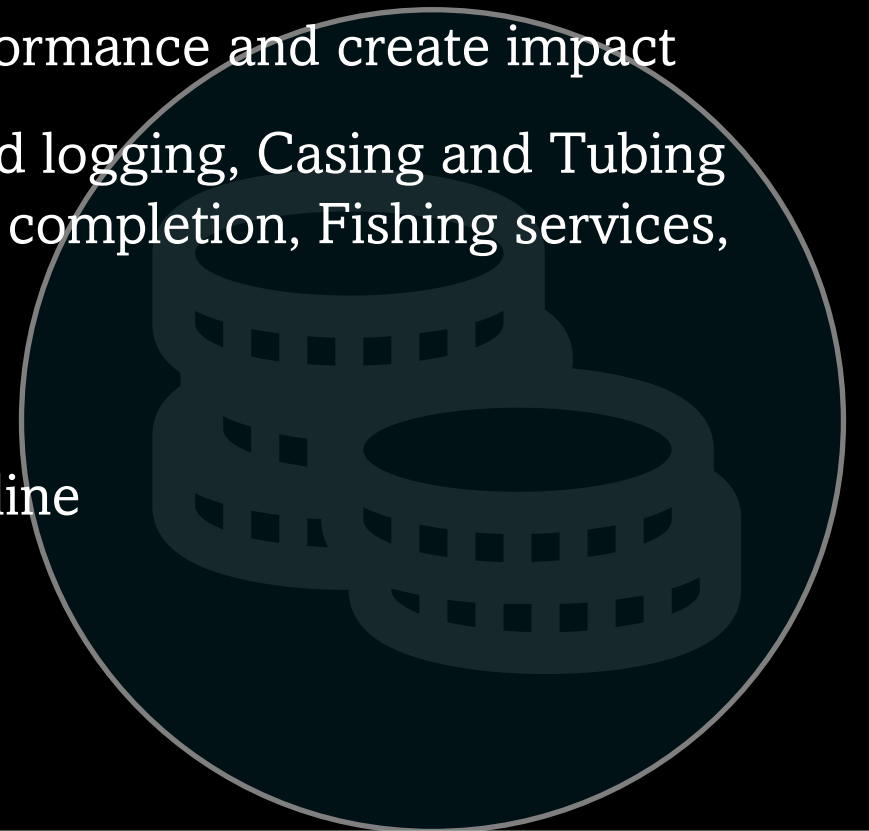 ormance and create impact
d logging, Casing and Tubing
completion, Fishing services,
line